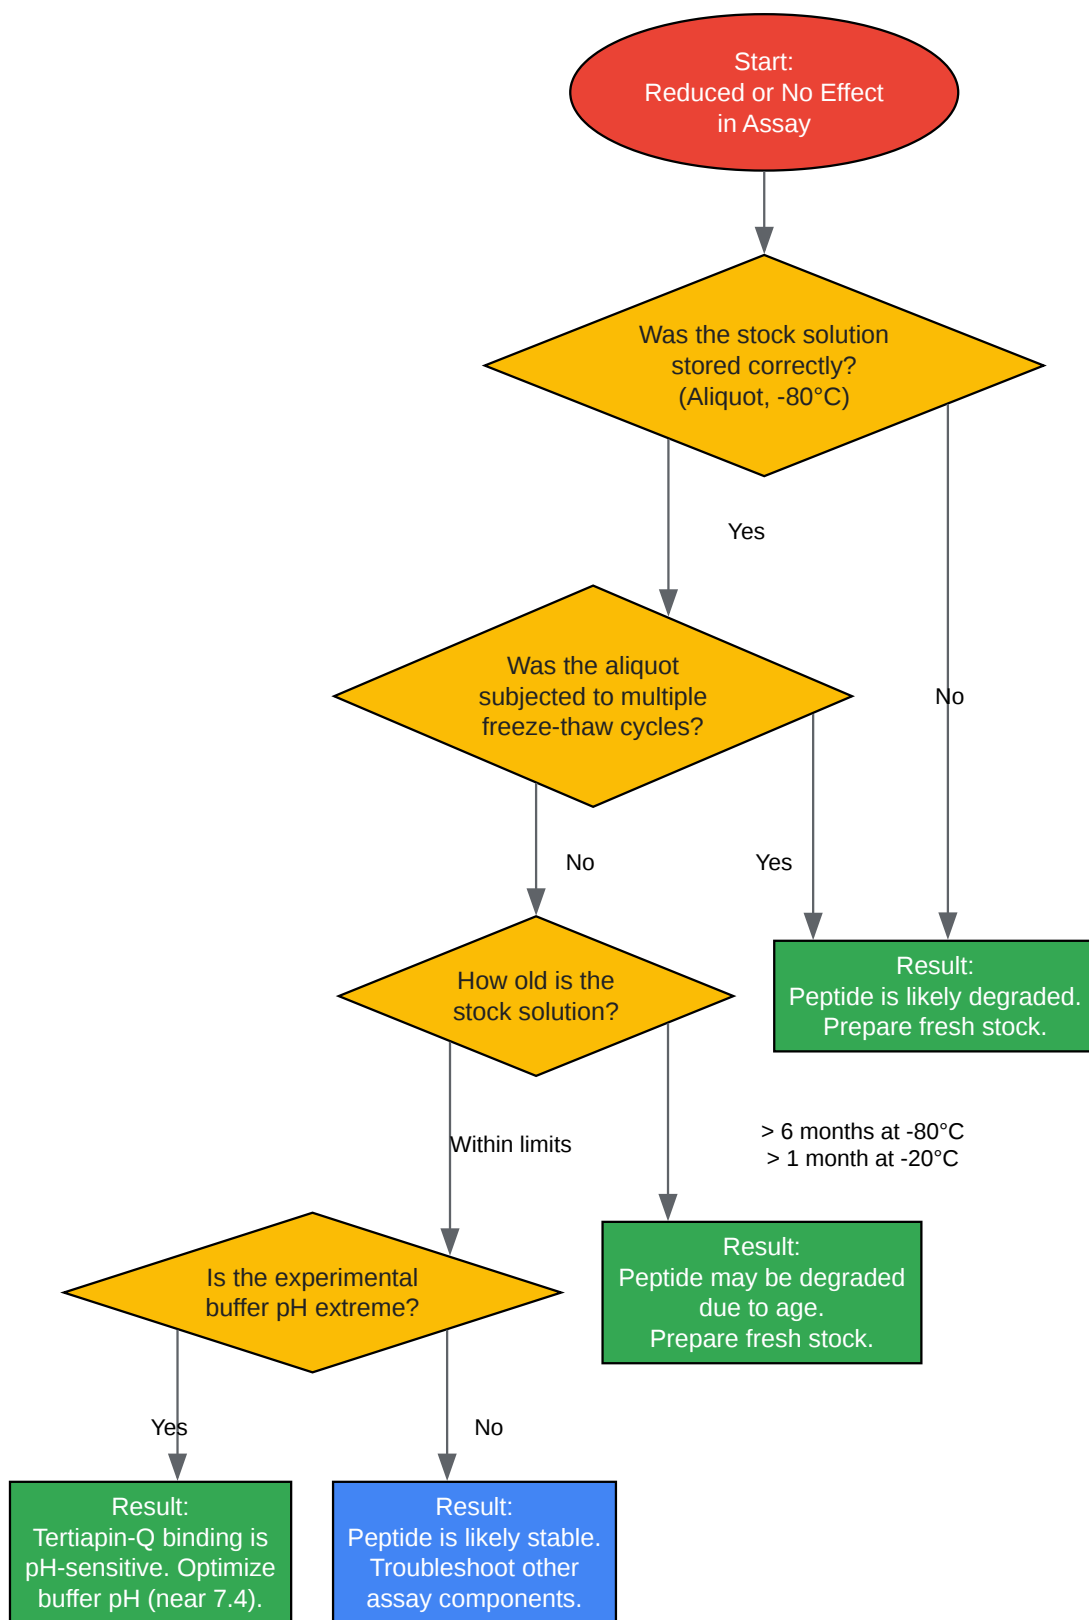 Start:
Reduced or No Effect
in Assay
Was the stock solution
stored correctly?
(Aliquot, -80°C)
Yes
Was the aliquot
subjected to multiple
freeze-thaw cycles?
No
No
Yes
How old is the
stock solution?
Result:
Peptide is likely degraded.
Prepare fresh stock.
Within limits
> 6 months at -80°C
> 1 month at -20°C
Is the experimental
buffer pH extreme?
Result:
Peptide may be degraded
due to age.
Prepare fresh stock.
Yes
No
Result:
Tertiapin-Q binding is
pH-sensitive. Optimize
buffer pH (near 7.4).
Result:
Peptide is likely stable.
Troubleshoot other
assay components.